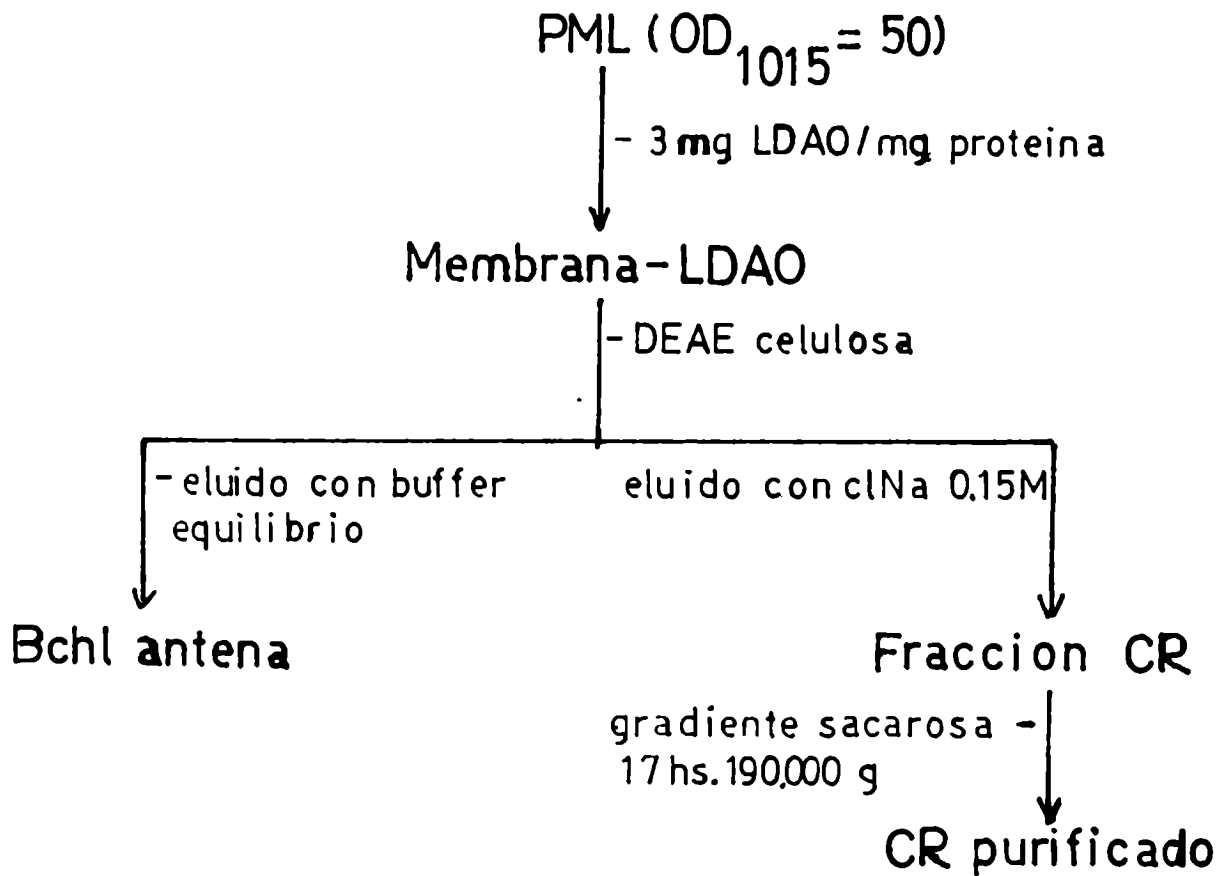 PML (OD1015 = 50)
- 3 mg LDAO/mg proteina
Membrana-LDAO
- DEAE celulosa
- eluido con buffer
equilibrio
eluido con clNa 0.15M
Bchl antena
Fraccion CR
gradiente sacarosa -
17 hs. 190,000 g
CR purificado